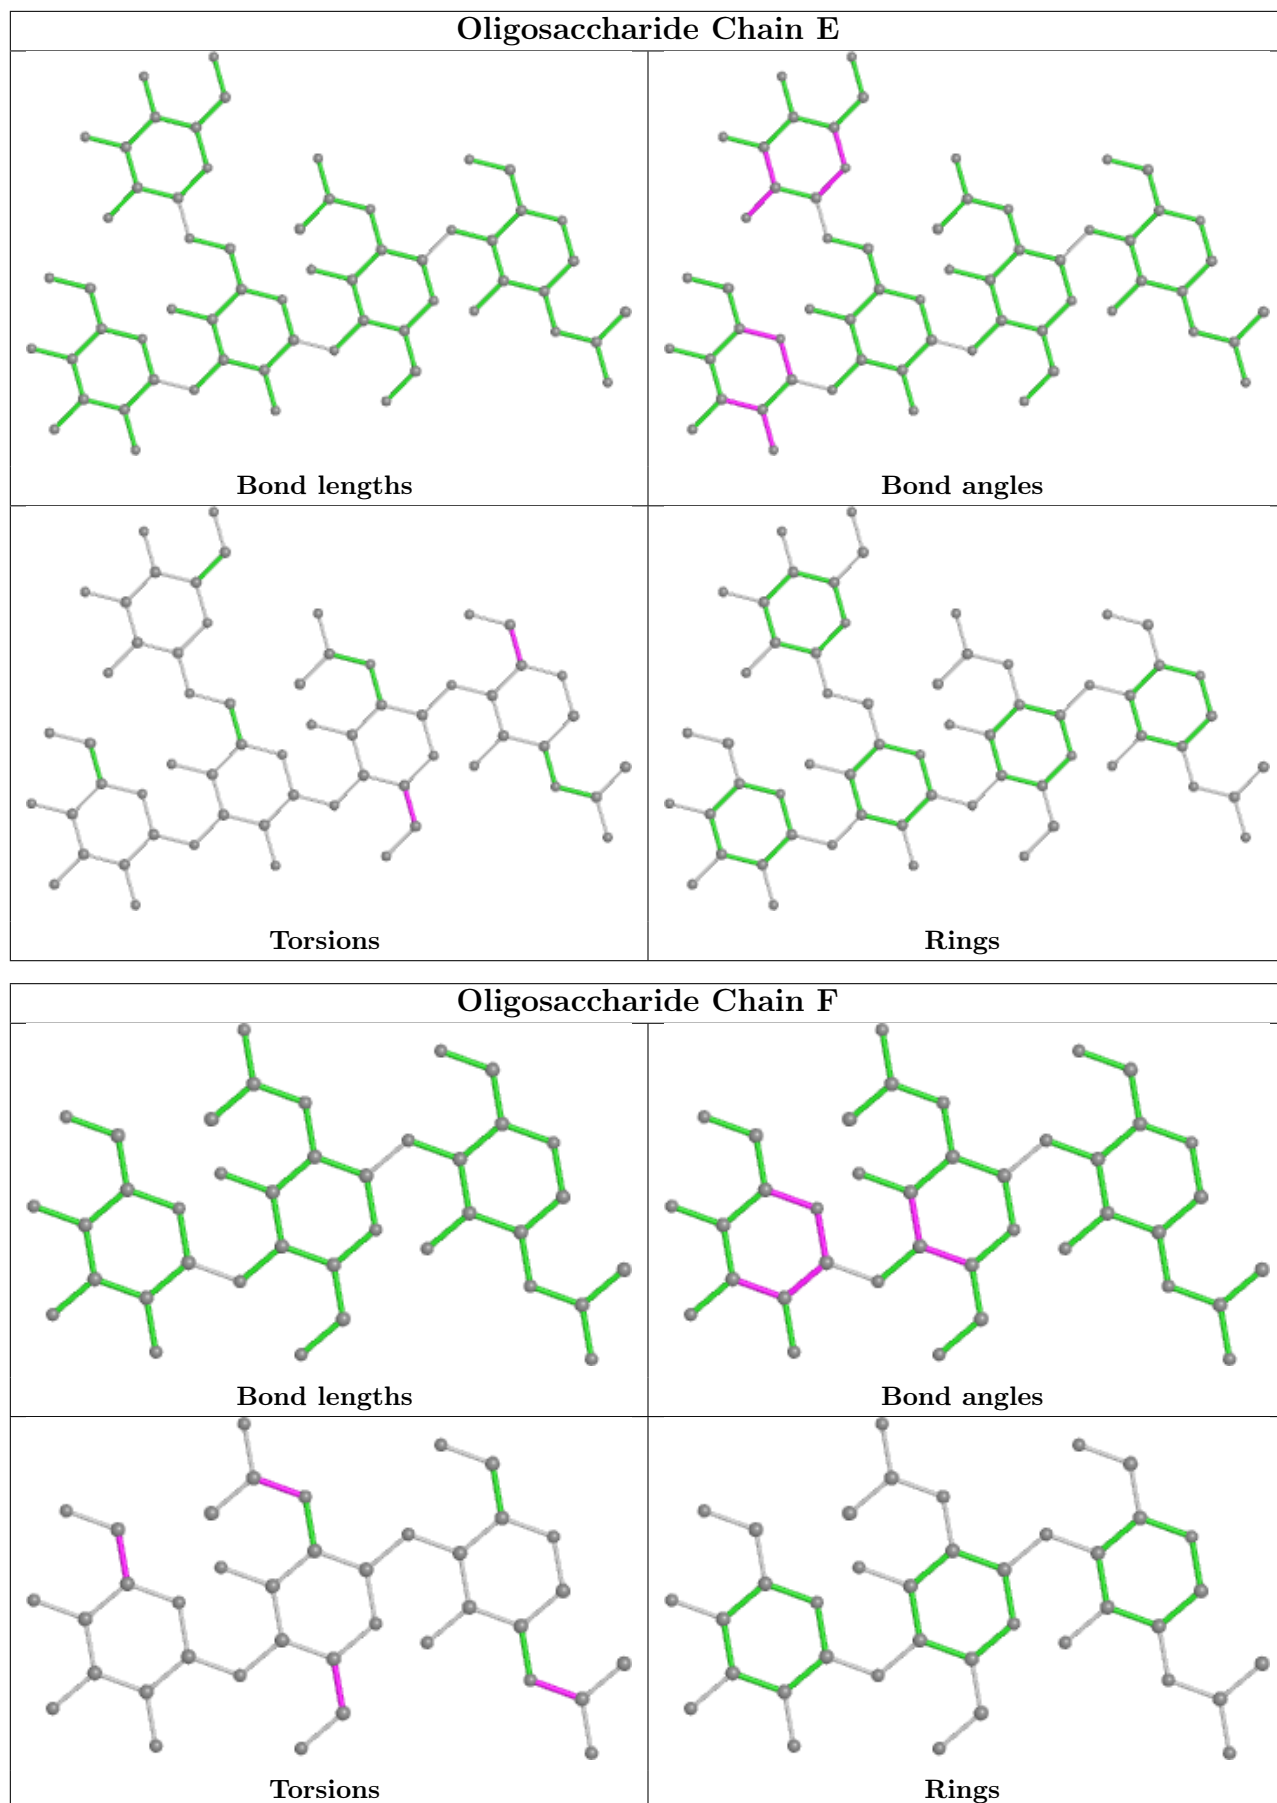 Oligosaccharide Chain E
Bond lengths
Bond angles
Torsions
Rings
Oligosaccharide Chain F
Bond lengths
Bond angles
Torsions
Rings